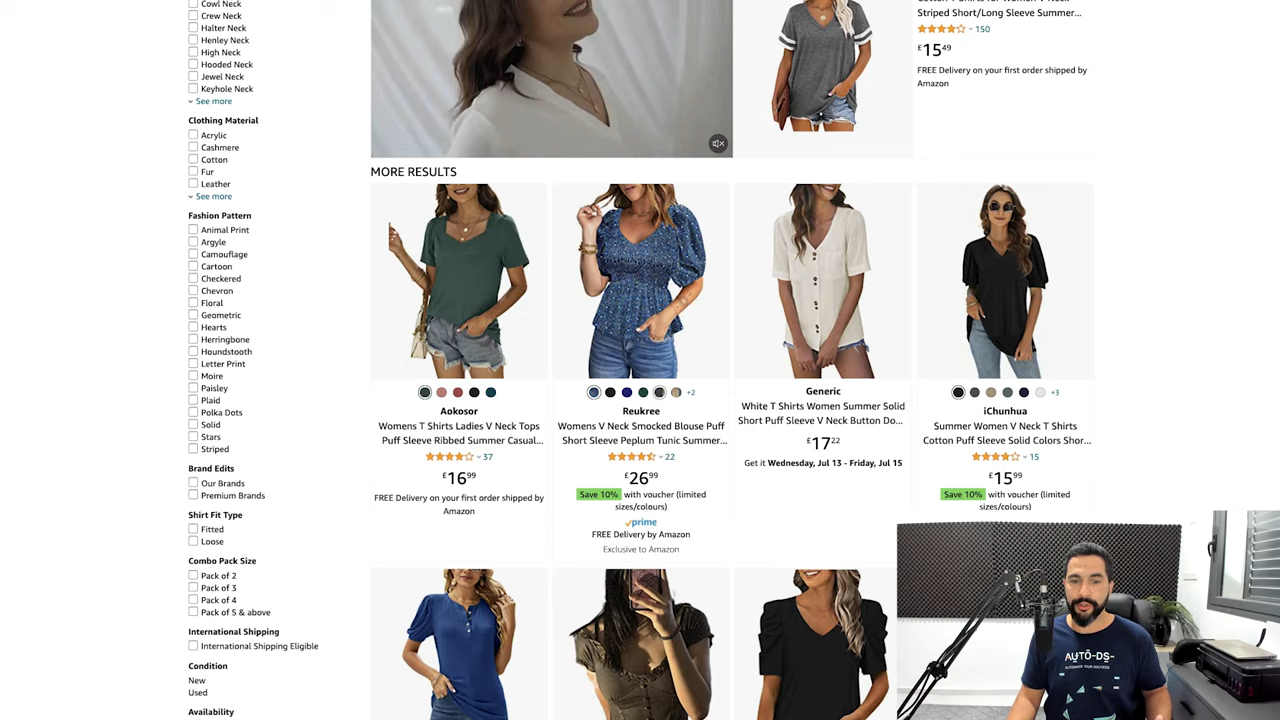 Cowl Neck
Crew Neck
Halter Neck
Henley Neck
High Neck
Hooded Neck
Jewel Neck
Keyhole Neck
See more
Clothing Material
Acrylic
Cashmere
Cotton
Fur
Leather
See more
Fashion Pattern
Animal Print
Argyle
Camouflage
Cartoon
Checkered
Chevron
Floral
Geometric
Hearts
Herringbone
Houndstooth
Letter Print
Moire
Paisley
Plaid
Polka Dots
Solid
Stars
Striped
Brand Edits
Our Brands
Premium Brands
Shirt Fit Type
Fitted
Loose
Combo Pack Size
Pack of 2
Pack of 3
Pack of 4
Pack of 5 & above
International Shipping
International Shipping Eligible
Condition
New
Used
Availability
Striped Short/Long Sleeve Summer...
150
£15 49
FREE Delivery on your first order shipped by
Amazon
MORE RESULTS
Aokosor
Womens T Shirts Ladies V Neck Tops
Puff Sleeve Ribbed Summer Casual...
37
£16 99
FREE Delivery on your first order shipped by
Amazon
+2
Reukree
Womens V Neck Smocked Blouse Puff
Short Sleeve Peplum Tunic Summer...
22
£26 99
Save 10% with voucher (limited
sizes/colours)
prime
FREE Delivery by Amazon
Exclusive to Amazon
Generic
White T Shirts Women Summer Solid
Short Puff Sleeve V Neck Button Do...
£17 22
Get it Wednesday, Jul 13 - Friday, Jul 15
+3
iChunhua
Summer Women V Neck T Shirts
Cotton Puff Sleeve Solid Colors Shor...
15
£15 99
Save 10% with voucher (limited
sizes/colours)
AUTO-DS-
AUTOMATE YOUR SUCCESS